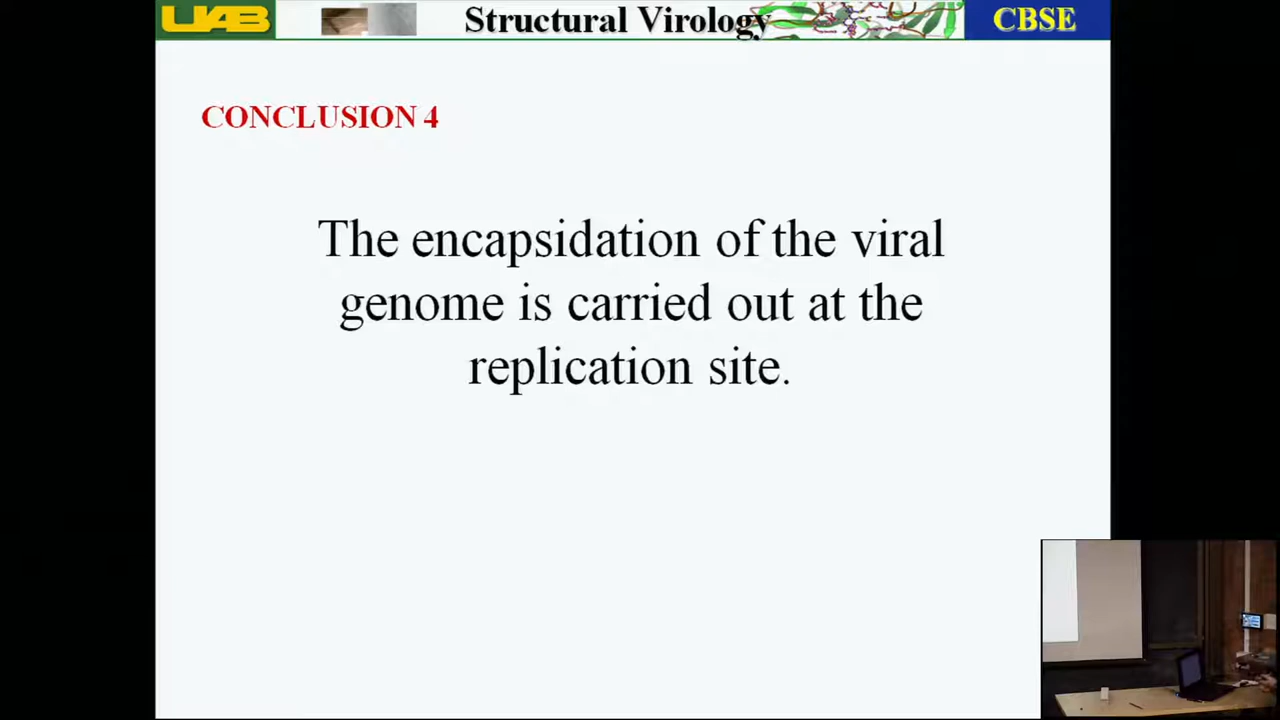 UAB
Structural Virology
CBSE
CONCLUSION 4
The encapsidation of the viral
genome is carried out at the
replication site.